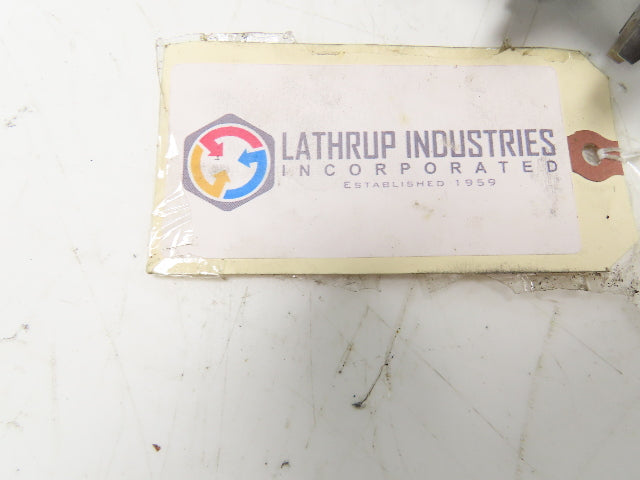 LATHRUP INDUSTRIES
INCORPORATED
ESTABLISHED 1959